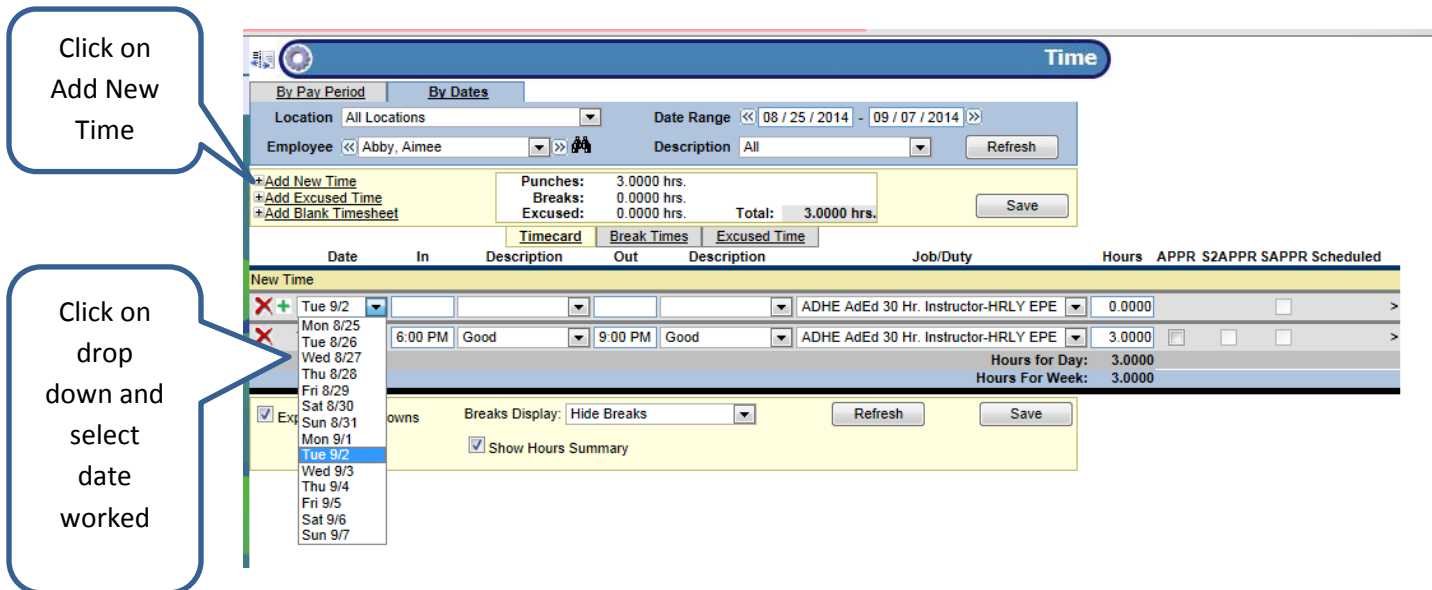 Click on
Add New
Time
Time
By Pay Period By Dates
Location All Locations Date Range 08 / 25 / 2014 - 09 / 07 / 2014
Employee Abby, Aimee Description All Refresh
Add New Time Punches: 3.0000 hrs.
Add Excused Time Breaks: 0.0000 hrs.
Add Blank Timesheet Excused: 0.0000 hrs. Total: 3.0000 hrs. Save
Timecard Break Times Excused Time
Date In Description Out Description Job/Duty Hours APPR S2APPR SAPPR Scheduled
New Time
Tue 9/2 ADHE AdEd 30 Hr. Instructor-HRLY EPE 0.0000 >
6:00 PM Good 9:00 PM Good ADHE AdEd 30 Hr. Instructor-HRLY EPE 3.0000 >
Hours for Day: 3.0000
Hours For Week: 3.0000
Click on
drop
down and
select
date
worked
Mon 8/25
Tue 8/26
Wed 8/27
Thu 8/28
Fri 8/29
Sat 8/30
Sun 8/31
Mon 9/1
Tue 9/2
Wed 9/3
Thu 9/4
Fri 9/5
Sat 9/6
Sun 9/7
Breaks Display: Hide Breaks Refresh Save
Show Hours Summary